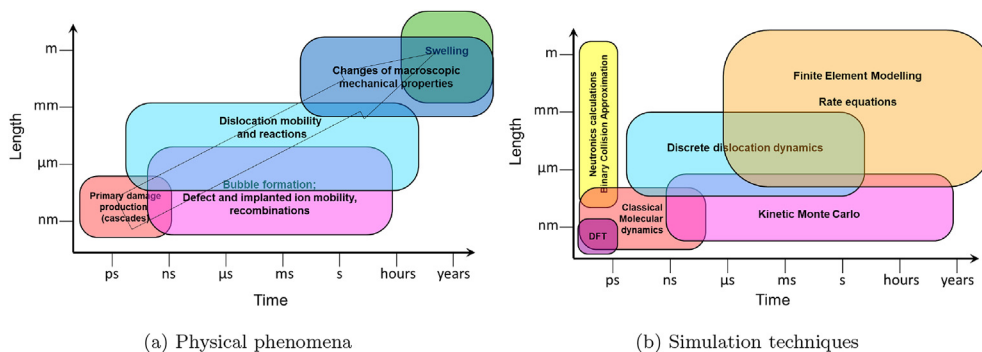 m
mm
μm
nm
Length
Swelling
Changes of macroscopic
mechanical properties
Dislocation mobility
and reactions
Bubble formation;
Defect and implanted ion mobility,
recombinations
Primary damage
production
(cascades)
ps
ns
μs
ms
s
hours
years
Time
(a) Physical phenomena
m
mm
μm
nm
Length
Neutronics calculations
Binary Collision Approximation
Finite Element Modelling
Rate equations
Discrete dislocation dynamics
Classical
Molecular
dynamics
Kinetic Monte Carlo
DFT
ps
ns
μs
ms
s
hours
years
Time
(b) Simulation techniques